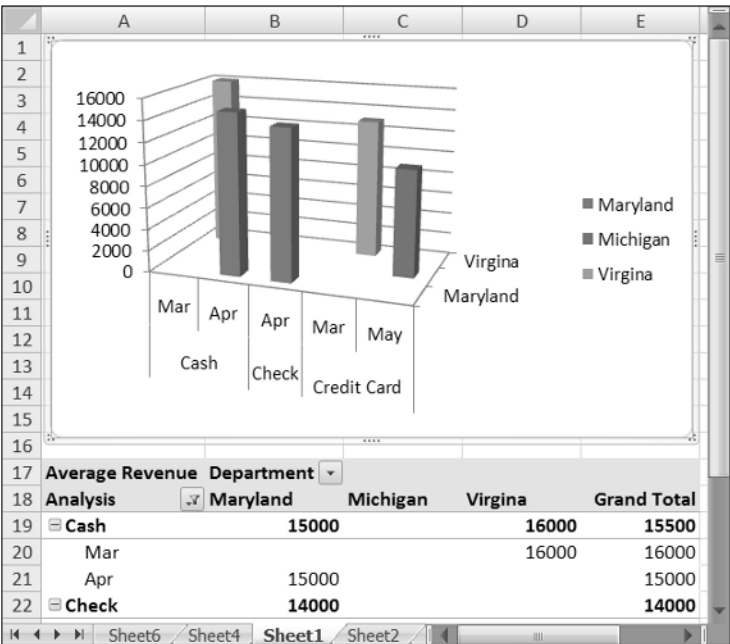 A B C D E
1
2
3
4
5
6
7
8
9
10
11
12
13
14
15
16
16000
14000
12000
10000
8000
6000
4000
2000
0
Mar Apr Apr Mar May
Cash Check Credit Card
Virgina
Maryland
Maryland
Michigan
Virgina
17 Average Revenue Department
18 Analysis Maryland Michigan Virgina Grand Total
19 Cash 15000 16000 15500
20 Mar 16000 16000
21 Apr 15000 15000
22 Check 14000 14000
Sheet6 Sheet4 Sheet1 Sheet2